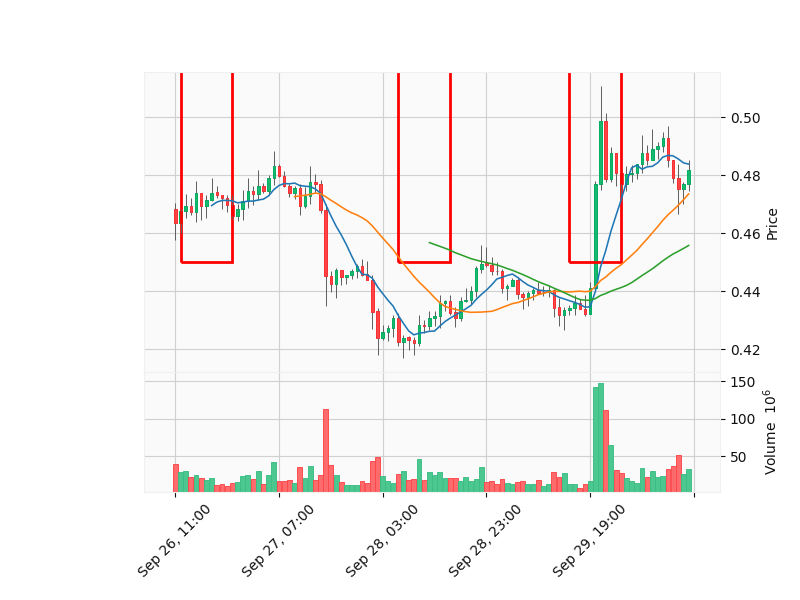 0.50
0.48
0.46
0.44
0.42
Price
150
100
50
Volume 10^6
Sep 26, 11:00
Sep 27, 07:00
Sep 28, 03:00
Sep 28, 23:00
Sep 29, 19:00